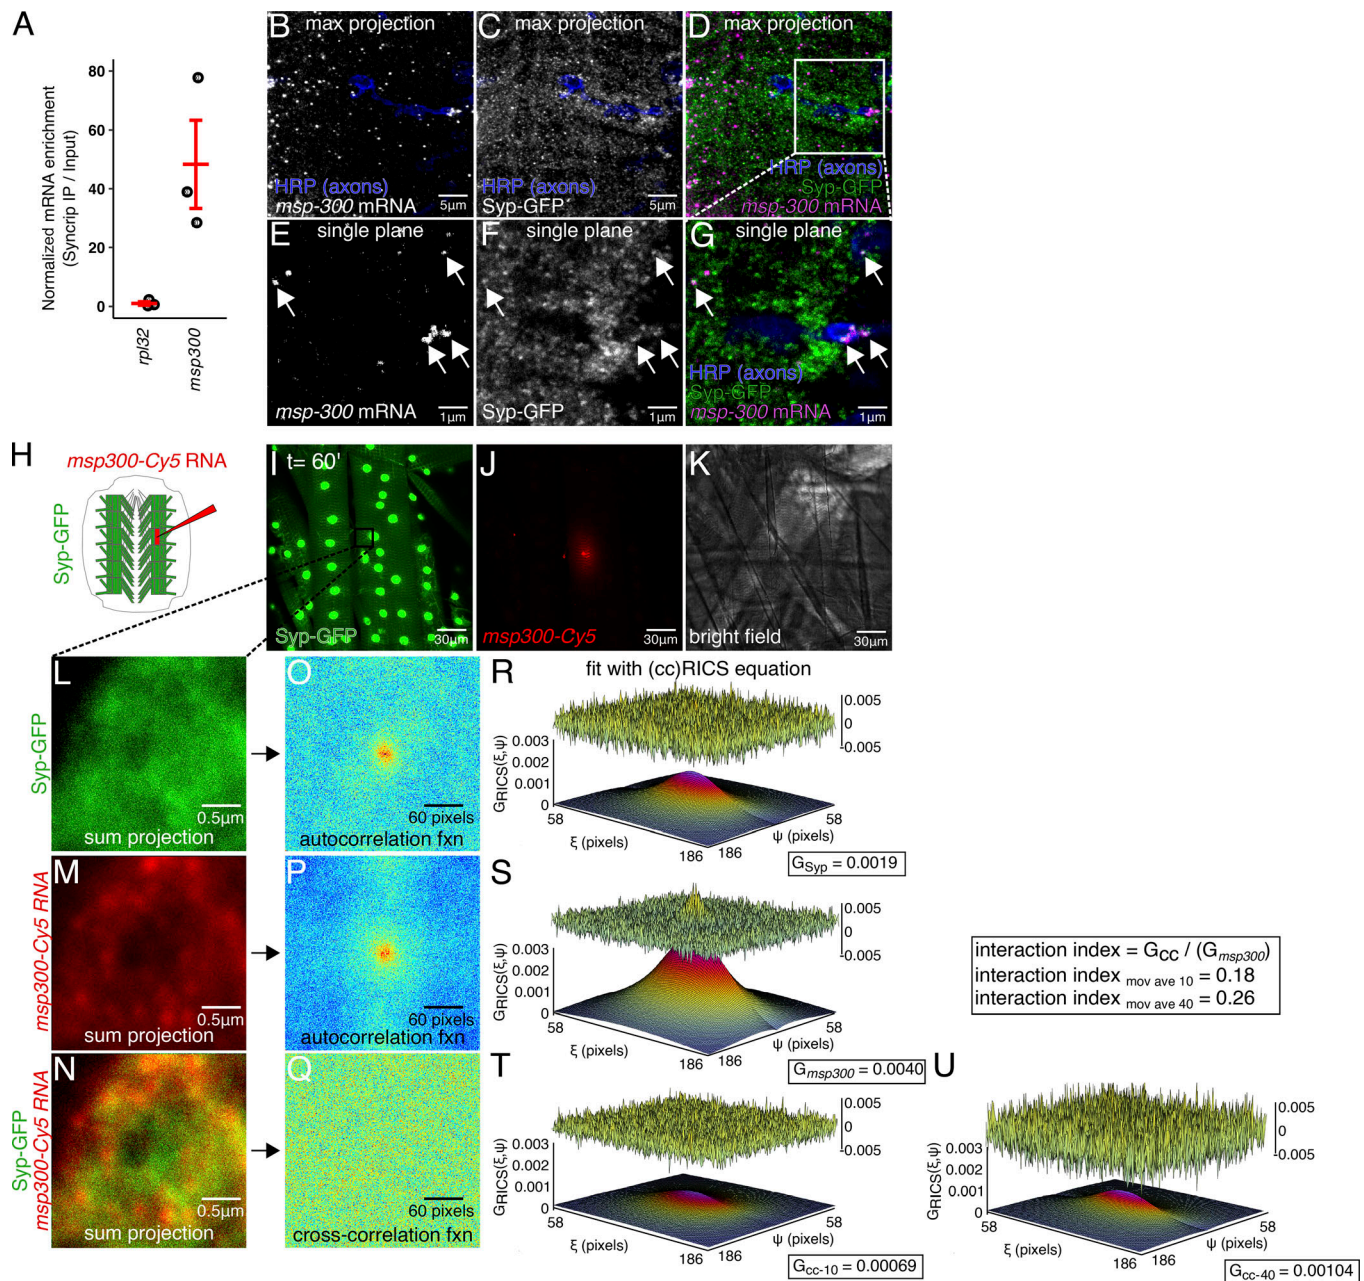 A
Normalized mRNA enrichment
(Syncrip IP / Input)
80
60
40
20
0
rpl32
msp300
B
max projection
HRP (axons)
msp-300 mRNA
5µm
C
max projection
HRP (axons)
Syp-GFP
5µm
D
max projection
HRP (axons)
Syp-GFP
msp-300 mRNA
E
single plane
msp-300 mRNA
1µm
F
single plane
Syp-GFP
1µm
G
single plane
HRP (axons)
Syp-GFP
msp-300 mRNA
1µm
H
msp300-Cy5 RNA
Syp-GFP
I
t= 60'
Syp-GFP
30µm
J
msp300-Cy5
30µm
K
bright field
30µm
L
Syp-GFP
0.5µm
sum projection
O
60 pixels
autocorrelation fxn
R
fit with (cc)RICS equation
0.005
0
-0.005
0.003
0.002
0.001
0
GRICS(ξ,ψ)
58
ξ (pixels)
186
186
ψ (pixels)
58
GSyp = 0.0019
M
msp300-Cy5 RNA
0.5µm
sum projection
P
60 pixels
autocorrelation fxn
S
0.005
0
-0.005
0.003
0.002
0.001
0
GRICS(ξ,ψ)
58
ξ (pixels)
186
186
ψ (pixels)
58
Gmsp300 = 0.0040
interaction index = Gcc / (Gmsp300)
interaction index mov ave 10 = 0.18
interaction index mov ave 40 = 0.26
N
Syp-GFP
msp300-Cy5 RNA
0.5µm
sum projection
Q
60 pixels
cross-correlation fxn
T
0.005
0
-0.005
0.003
0.002
0.001
0
GRICS(ξ,ψ)
58
ξ (pixels)
186
186
ψ (pixels)
58
Gcc-10 = 0.00069
U
0.005
0
-0.005
0.003
0.002
0.001
0
GRICS(ξ,ψ)
58
ξ (pixels)
186
186
ψ (pixels)
58
Gcc-40 = 0.00104